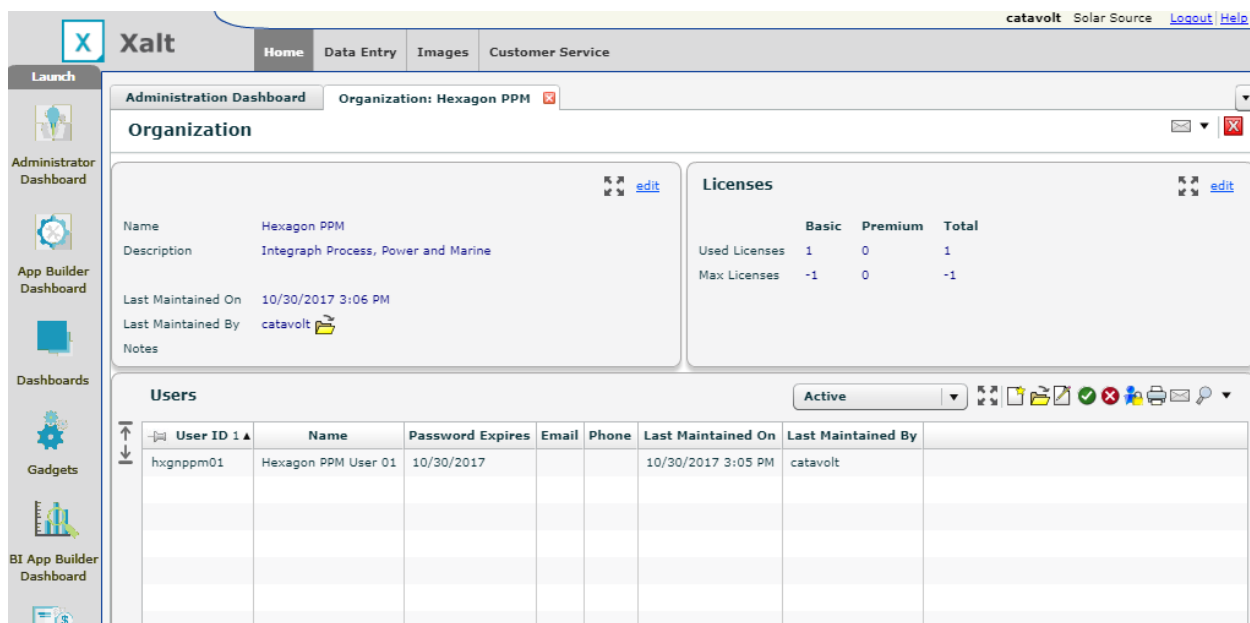 catavolt Solar Source Logout Help
X Xalt
Home Data Entry Images Customer Service
Launch
Administrator
Dashboard
App Builder
Dashboard
Dashboards
Gadgets
BI App Builder
Dashboard
Administration Dashboard Organization: Hexagon PPM
Organization
edit
Name Hexagon PPM
Description Integraph Process, Power and Marine
Last Maintained On 10/30/2017 3:06 PM
Last Maintained By catavolt
Notes
Licenses edit
Basic Premium Total
Used Licenses 1 0 1
Max Licenses -1 0 -1
Users Active
User ID 1 Name Password Expires Email Phone Last Maintained On Last Maintained By
hxgnppm01 Hexagon PPM User 01 10/30/2017 10/30/2017 3:05 PM catavolt